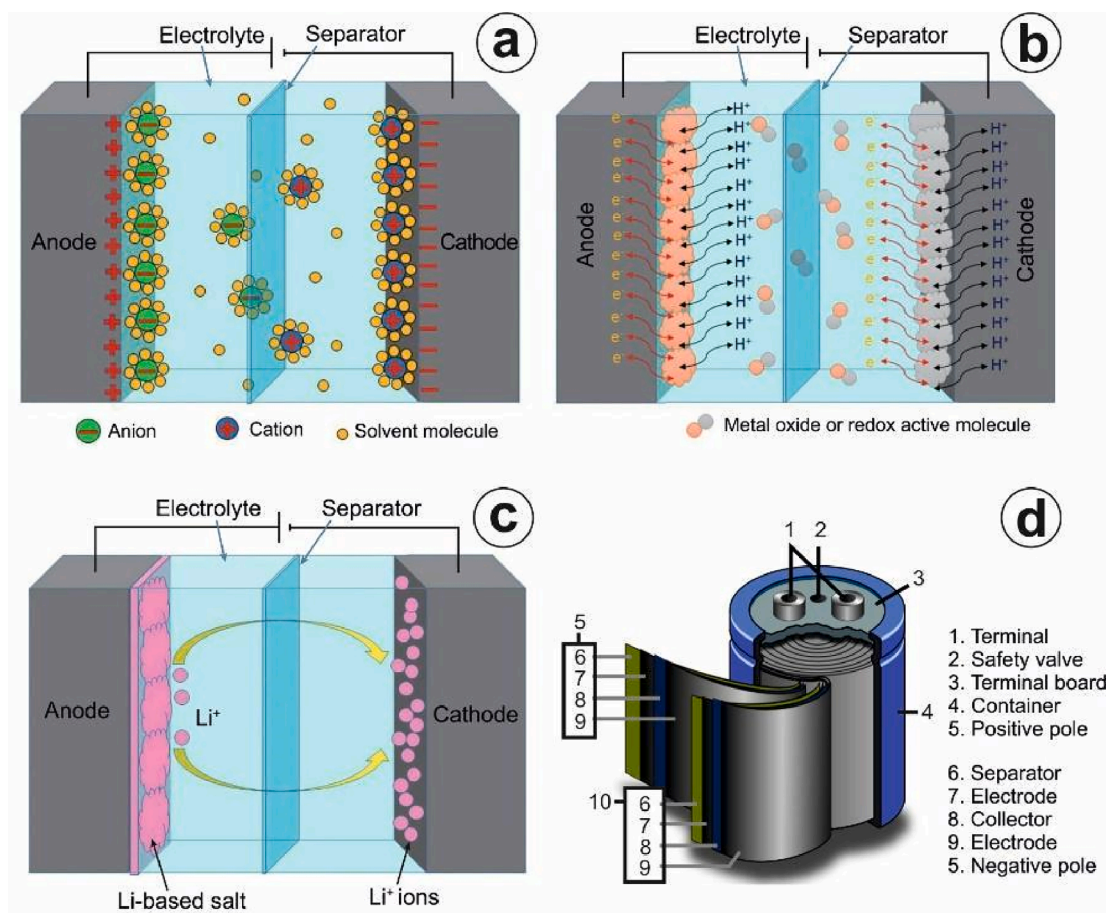 Electrolyte Separator a
Anode
Cathode
Anion Cation Solvent molecule
Electrolyte Separator b
e e e e e e e e e e e e
H⁺ H⁺ H⁺ H⁺ H⁺ H⁺ H⁺ H⁺ H⁺ H⁺ H⁺ H⁺ H⁺
e e e e e e e e e e e e e
H⁺ H⁺ H⁺ H⁺ H⁺ H⁺ H⁺ H⁺ H⁺ H⁺ H⁺ H⁺
Anode
Cathode
Metal oxide or redox active molecule
Electrolyte Separator c
Anode
Li⁺
Cathode
Li-based salt
Li⁺ ions
d
1 2
3
4
5
6
7
8
9
10
6
7
8
9
1. Terminal
2. Safety valve
3. Terminal board
4. Container
5. Positive pole
6. Separator
7. Electrode
8. Collector
9. Electrode
5. Negative pole